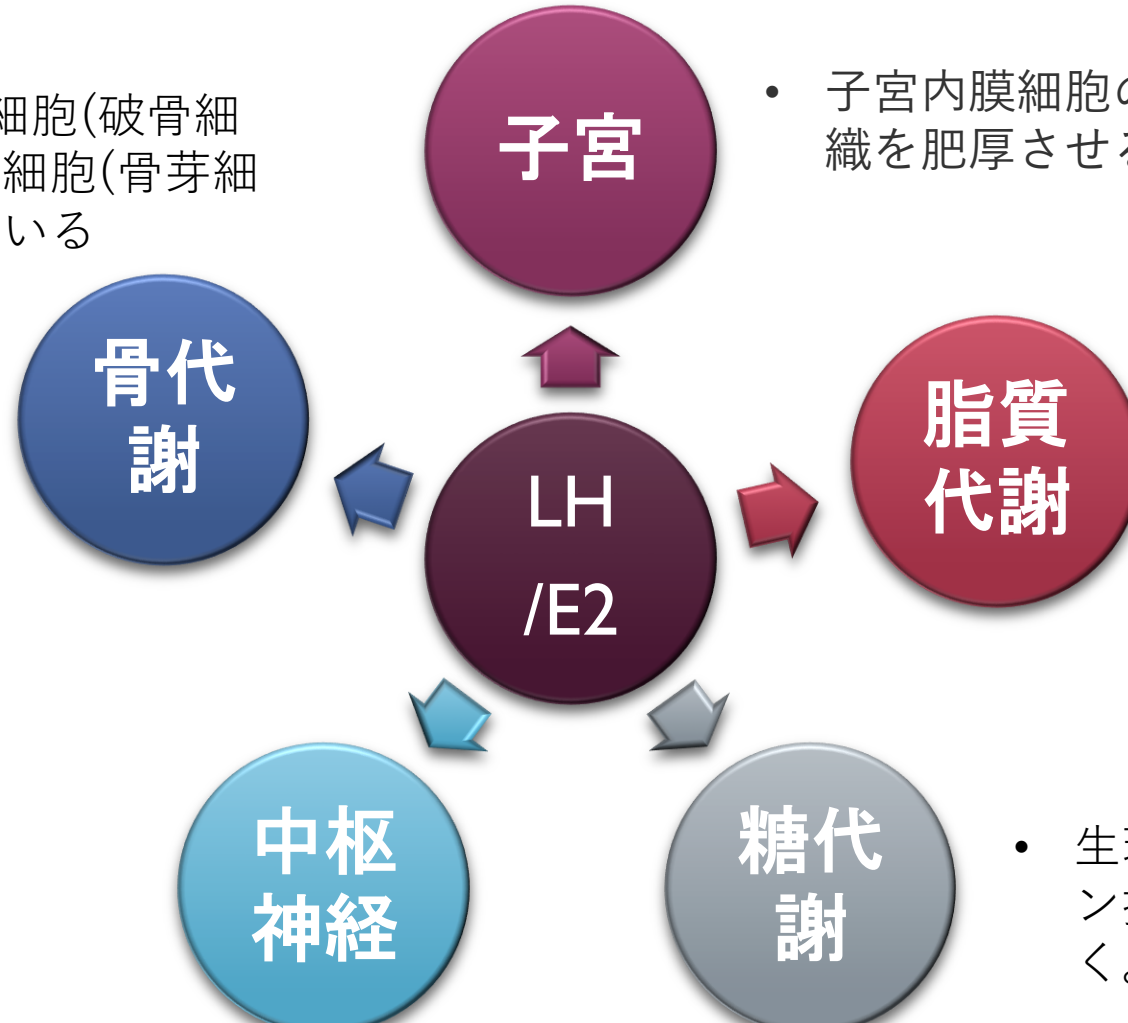 細胞(破骨細
細胞(骨芽細
いる
子宮
• 子宮内膜細胞の
織を肥厚させる
骨代
謝
脂質
代謝
LH
/E2
中枢
神経
糖代
謝
• 生理
ン抵
く。